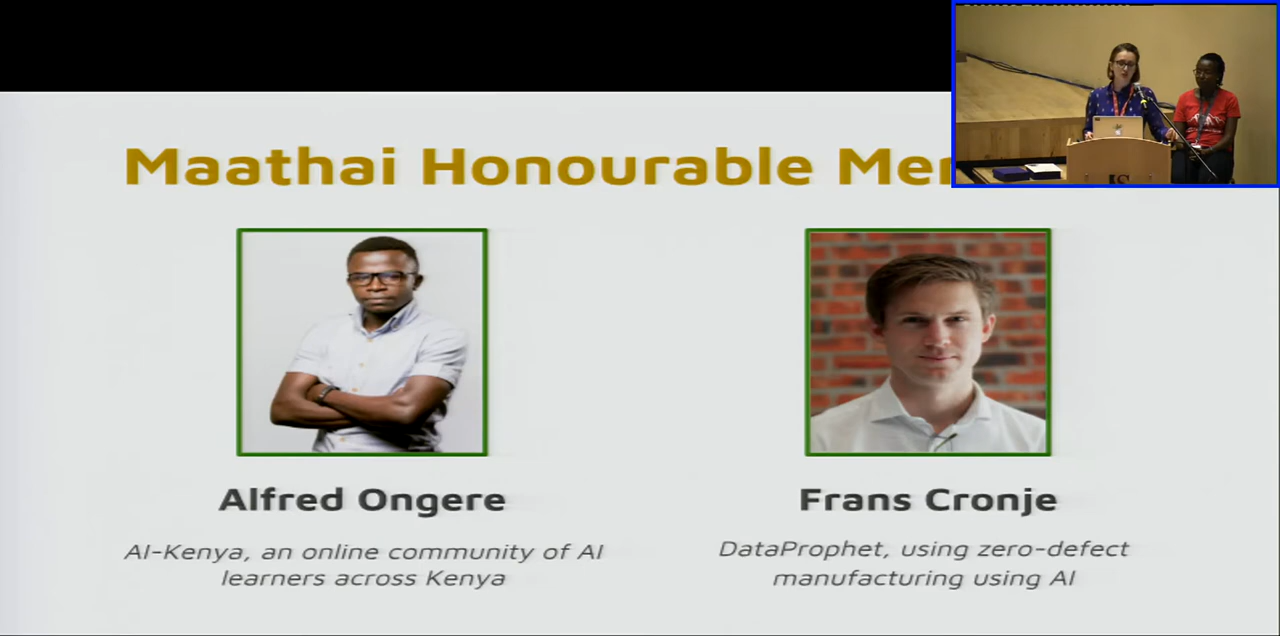 Maathai Honourable Men
Alfred Ongere
AI-Kenya, an online community of AI
learners across Kenya
Frans Cronje
DataProphet, using zero-defect
manufacturing using AI